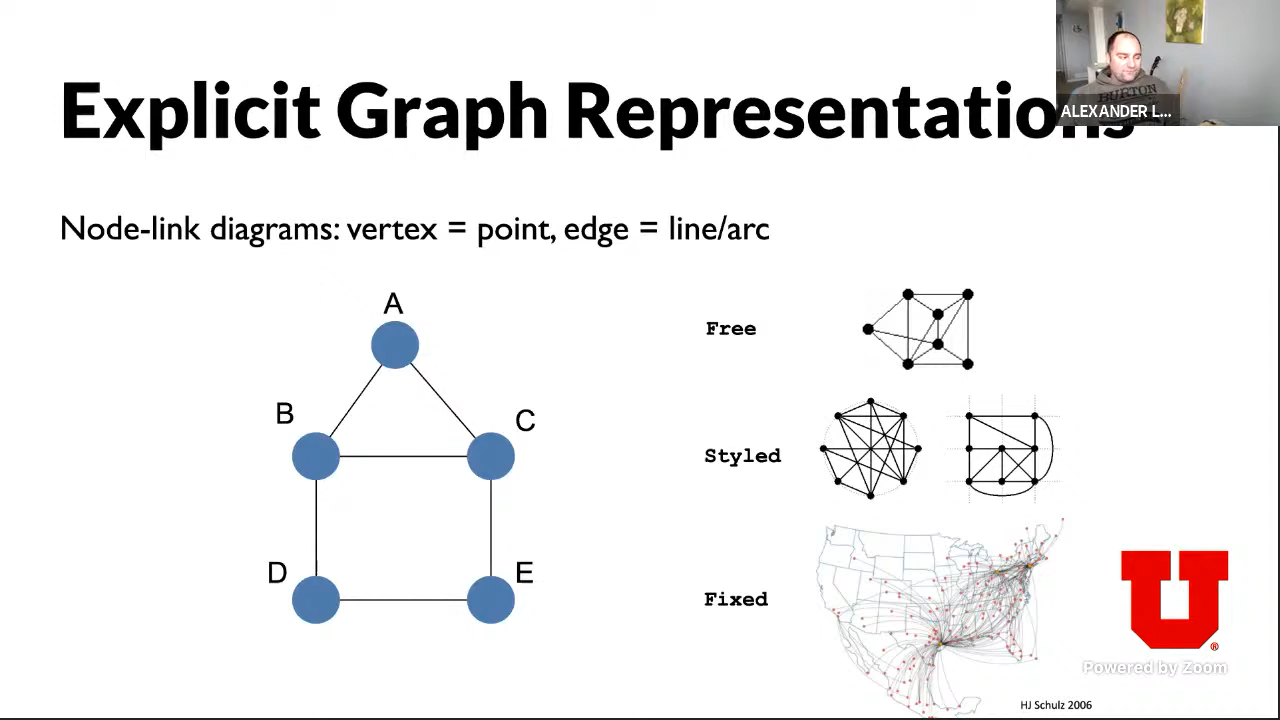 Explicit Graph Representations
ALEXANDER L...
BURTON
Node-link diagrams: vertex = point, edge = line/arc
A
B
C
D
E
Free
Styled
Fixed
U
®
Powered by Zoom
HJ Schulz 2006